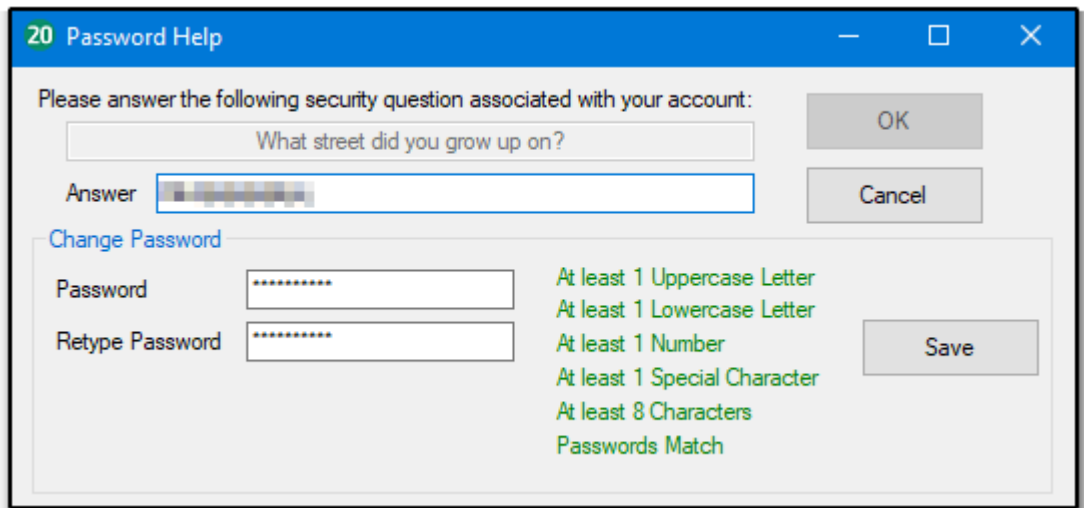 20 Password Help
Please answer the following security question associated with your account:
OK
What street did you grow up on?
Answer
Cancel
Change Password
Password **********
At least 1 Uppercase Letter
At least 1 Lowercase Letter
Retype Password **********
At least 1 Number
Save
At least 1 Special Character
At least 8 Characters
Passwords Match